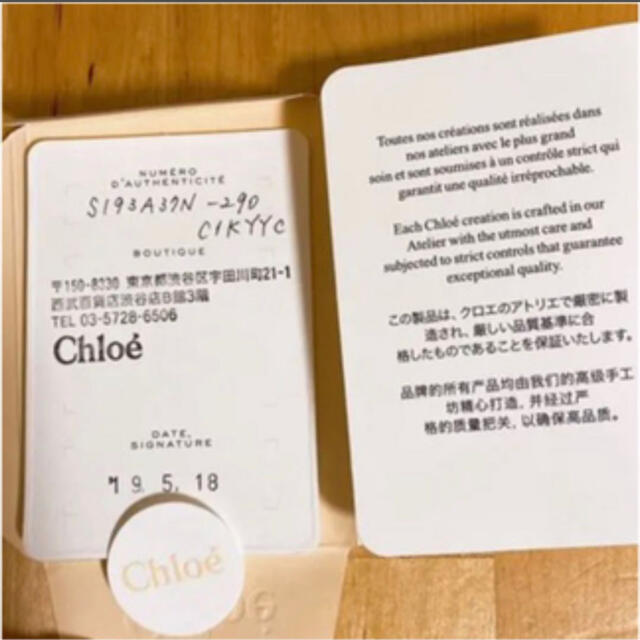 NUMÉRO
D'AUTHENTICITÉ
S193A37N-290
C1KYYC
BOUTIQUE
〒150-8330 東京都渋谷区宇田川町21-1
西武百貨店渋谷店B館3階
TEL 03-5728-6506
Chloé
DATE,
SIGNATURE
'19. 5. 18
Chloé
Toutes nos créations sont réalisées dans
nos ateliers avec le plus grand
soin et sont soumises à un contrôle strict qui
garantit une qualité irréprochable.
Each Chloé creation is crafted in our
Atelier with the utmost care and
subjected to strict controls that guarantee
exceptional quality.
この製品は、クロエのアトリエで厳密に製
造され、厳しい品質基準に合
格したものであることを保証いたします。
品牌的所有产品均由我们的高级手工
坊精心打造，并经过严
格的质量把关，以确保高品质。